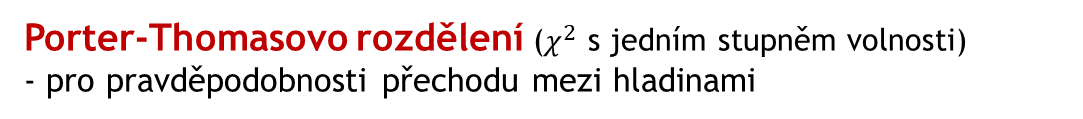 Porter-Thomasovo rozdělení (χ² s jedním stupněm volnosti)
- pro pravděpodobnosti přechodu mezi hladinami